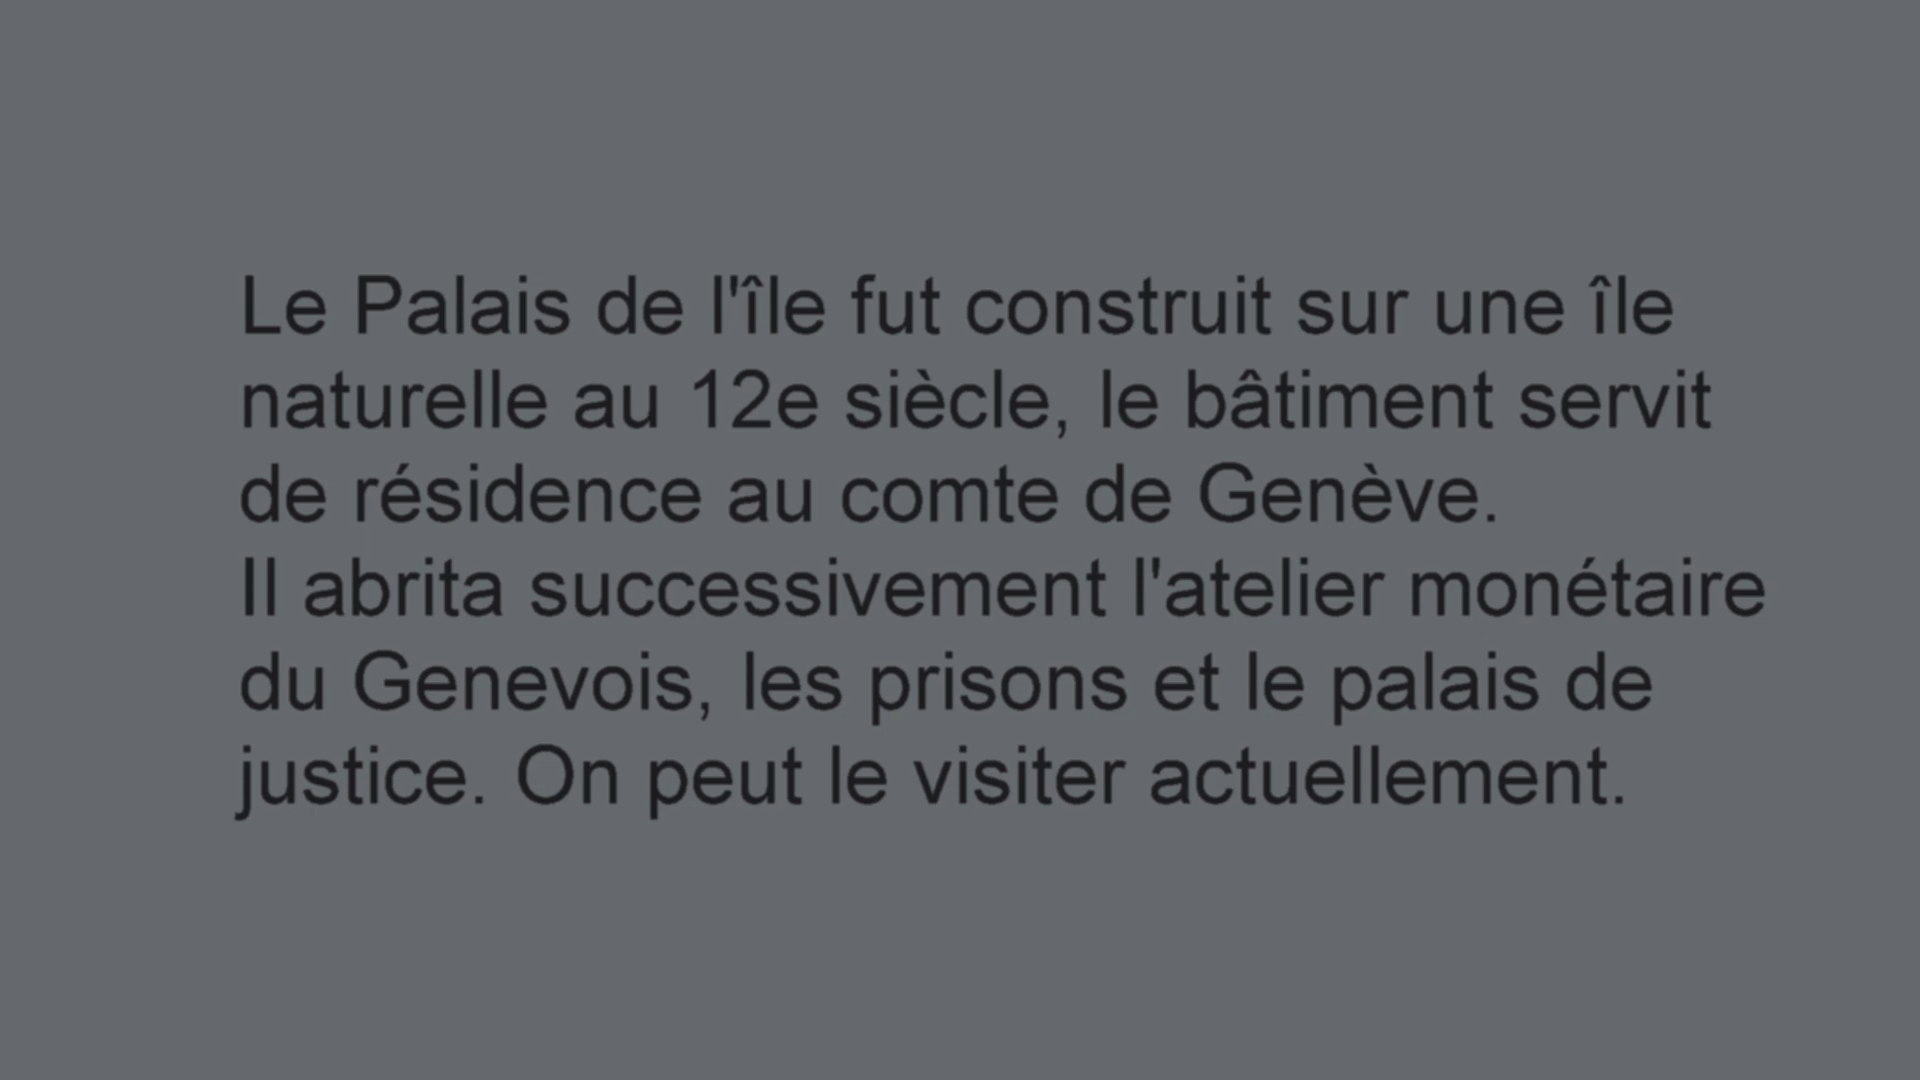 Le Palais de l'île fut construit sur une île
naturelle au 12e siècle, le bâtiment servit
de résidence au comte de Genève.
Il abrita successivement l'atelier monétaire
du Genevois, les prisons et le palais de
justice. On peut le visiter actuellement.